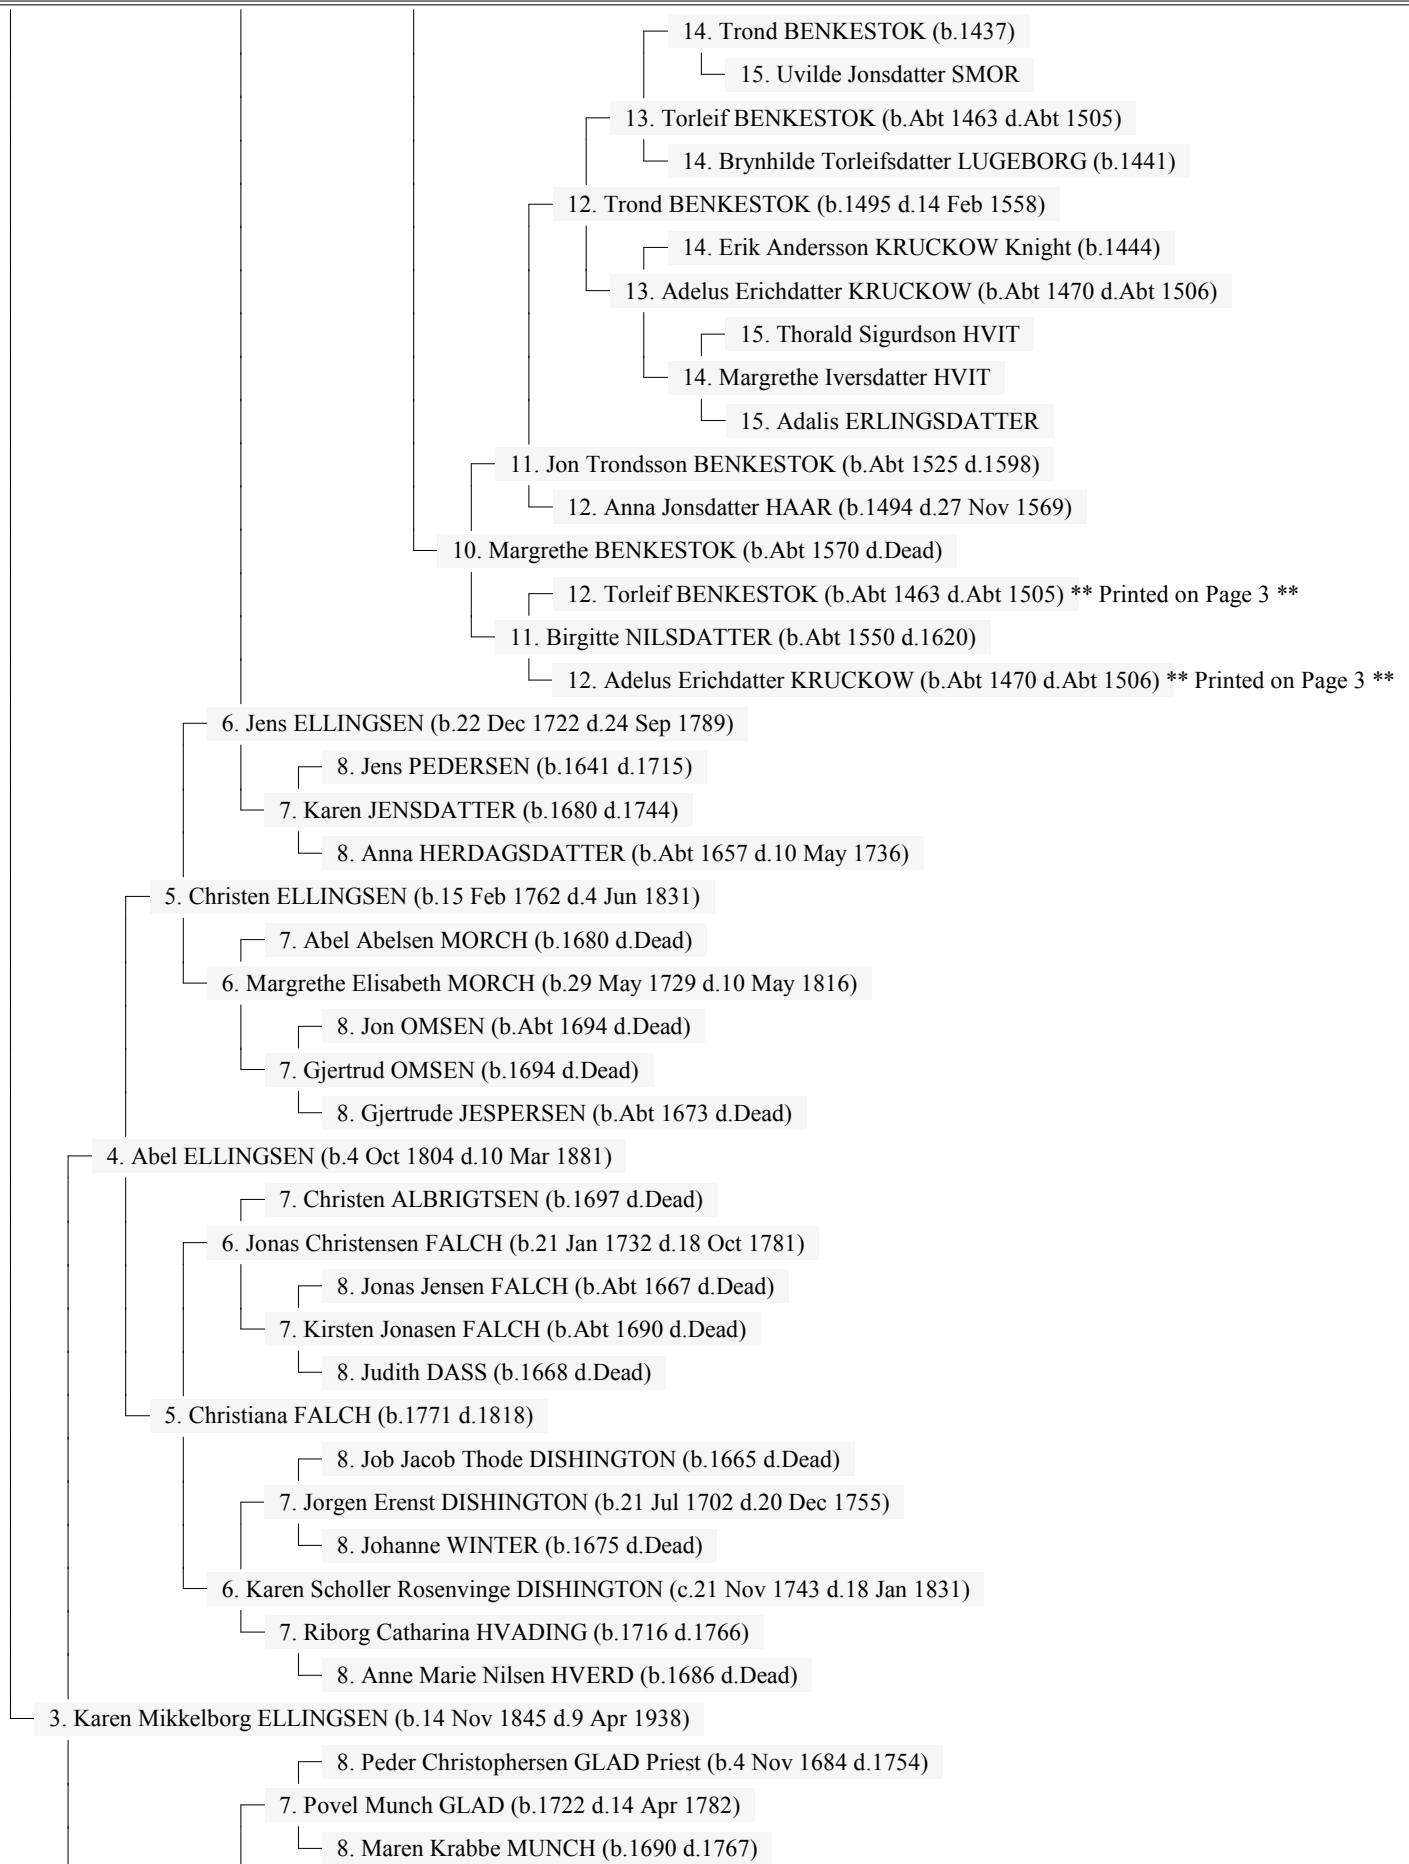 14. Trond BENKESTOK (b.1437)
15. Uvilde Jonsdatter SMOR
13. Torleif BENKESTOK (b.Abt 1463 d.Abt 1505)
14. Brynhilde Torleifsdatter LUGEBORG (b.1441)
12. Trond BENKESTOK (b.1495 d.14 Feb 1558)
14. Erik Andersson KRUCKOW Knight (b.1444)
13. Adelus Erichdatter KRUCKOW (b.Abt 1470 d.Abt 1506)
15. Thorald Sigurdson HVIT
14. Margrethe Iversdatter HVIT
15. Adalis ERLINGSDATTER
11. Jon Trondsson BENKESTOK (b.Abt 1525 d.1598)
12. Anna Jonsdatter HAAR (b.1494 d.27 Nov 1569)
10. Margrethe BENKESTOK (b.Abt 1570 d.Dead)
12. Torleif BENKESTOK (b.Abt 1463 d.Abt 1505) ** Printed on Page 3 **
11. Birgitte NILSDATTER (b.Abt 1550 d.1620)
12. Adelus Erichdatter KRUCKOW (b.Abt 1470 d.Abt 1506) ** Printed on Page 3 **
6. Jens ELLINGSEN (b.22 Dec 1722 d.24 Sep 1789)
8. Jens PEDERSEN (b.1641 d.1715)
7. Karen JENSDATTER (b.1680 d.1744)
8. Anna HERDAGSDATTER (b.Abt 1657 d.10 May 1736)
5. Christen ELLINGSEN (b.15 Feb 1762 d.4 Jun 1831)
7. Abel Abelsen MORCH (b.1680 d.Dead)
6. Margrethe Elisabeth MORCH (b.29 May 1729 d.10 May 1816)
8. Jon OMSEN (b.Abt 1694 d.Dead)
7. Gjertrud OMSEN (b.1694 d.Dead)
8. Gjertrude JESPERSEN (b.Abt 1673 d.Dead)
4. Abel ELLINGSEN (b.4 Oct 1804 d.10 Mar 1881)
7. Christen ALBRIGTSEN (b.1697 d.Dead)
6. Jonas Christensen FALCH (b.21 Jan 1732 d.18 Oct 1781)
8. Jonas Jensen FALCH (b.Abt 1667 d.Dead)
7. Kirsten Jonasen FALCH (b.Abt 1690 d.Dead)
8. Judith DASS (b.1668 d.Dead)
5. Christiana FALCH (b.1771 d.1818)
8. Job Jacob Thode DISHINGTON (b.1665 d.Dead)
7. Jorgen Erenst DISHINGTON (b.21 Jul 1702 d.20 Dec 1755)
8. Johanne WINTER (b.1675 d.Dead)
6. Karen Scholler Rosenvinge DISHINGTON (c.21 Nov 1743 d.18 Jan 1831)
7. Riborg Catharina HVADING (b.1716 d.1766)
8. Anne Marie Nilsen HVERD (b.1686 d.Dead)
3. Karen Mikkelborg ELLINGSEN (b.14 Nov 1845 d.9 Apr 1938)
8. Peder Christophersen GLAD Priest (b.4 Nov 1684 d.1754)
7. Povel Munch GLAD (b.1722 d.14 Apr 1782)
8. Maren Krabbe MUNCH (b.1690 d.1767)